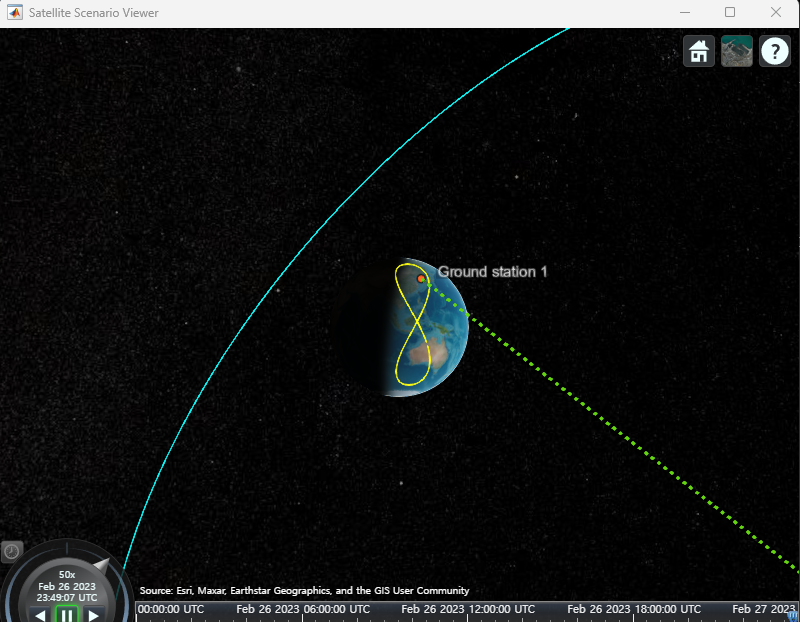 Satellite Scenario Viewer
?
Ground station 1
50x
Feb 26 2023
23:49:07 UTC
Source: Esri, Maxar, Earthstar Geographics, and the GIS User Community
00:00:00 UTC Feb 26 2023 06:00:00 UTC Feb 26 2023 12:00:00 UTC Feb 26 2023 18:00:00 UTC Feb 27 2023